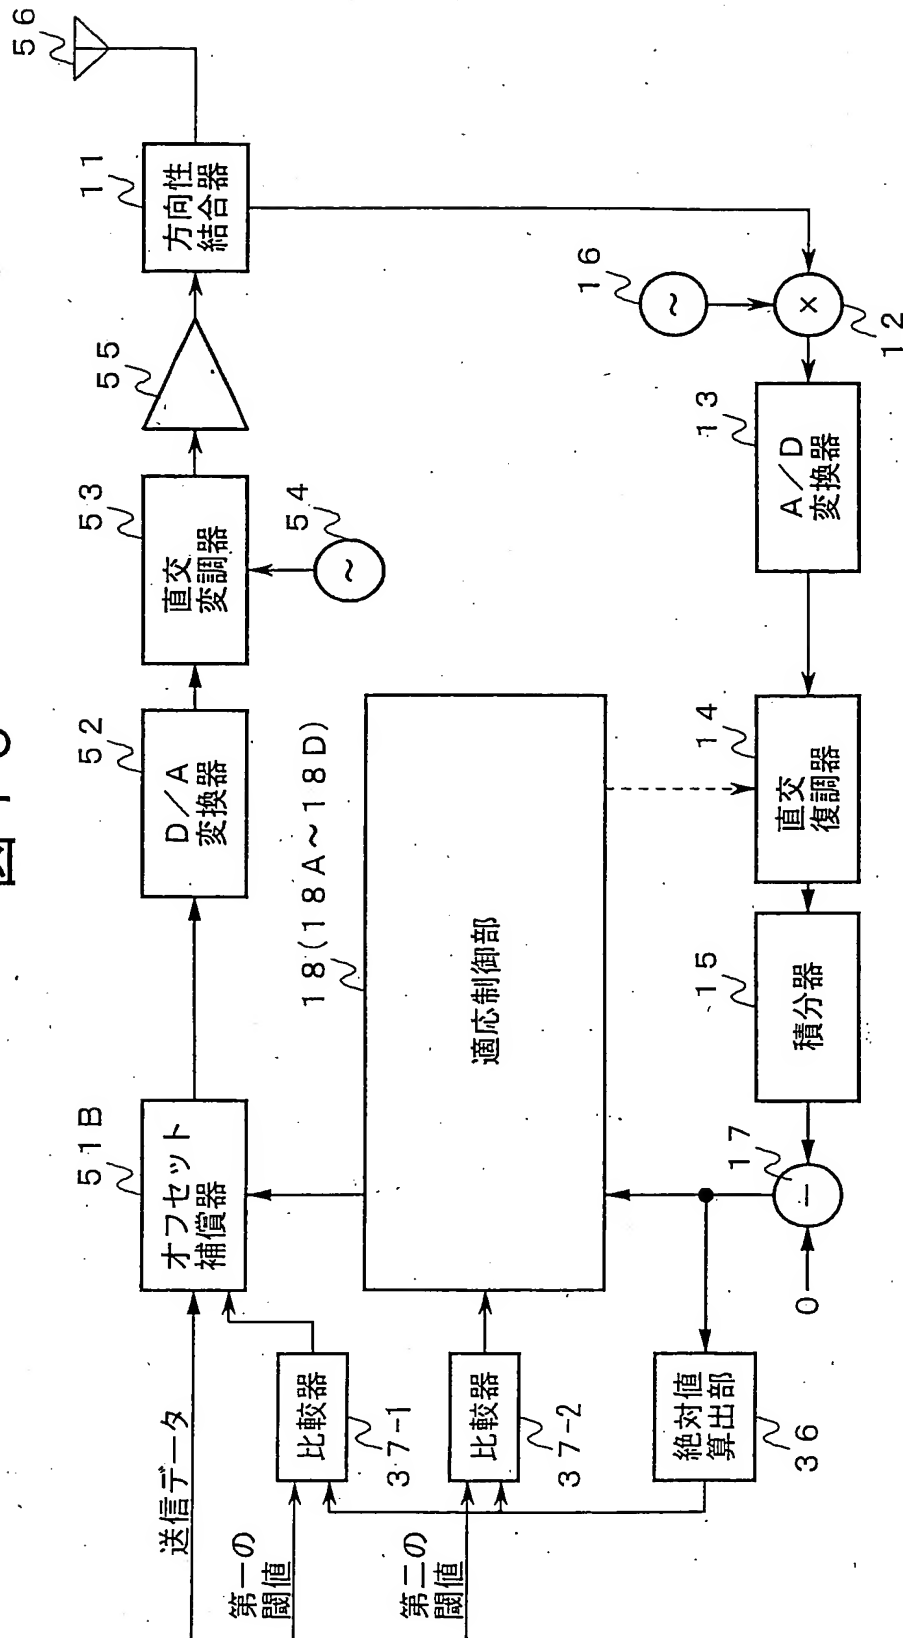 送信データ
第一の
閾値
第二の
閾値
５１Ｂ
オフセット
補償器
５２
Ｄ／Ａ
変換器
５３
直交
変調器
５４
～
５５
１１
方向性
結合器
５６
比較器
３７-１
比較器
３７-２
１８（１８Ａ～１８Ｄ）
適応制御部
１６
～
×
１２
１３
Ａ／Ｄ
変換器
１４
直交
復調器
１５
積分器
１７
－
０
絶対値
算出部
３６